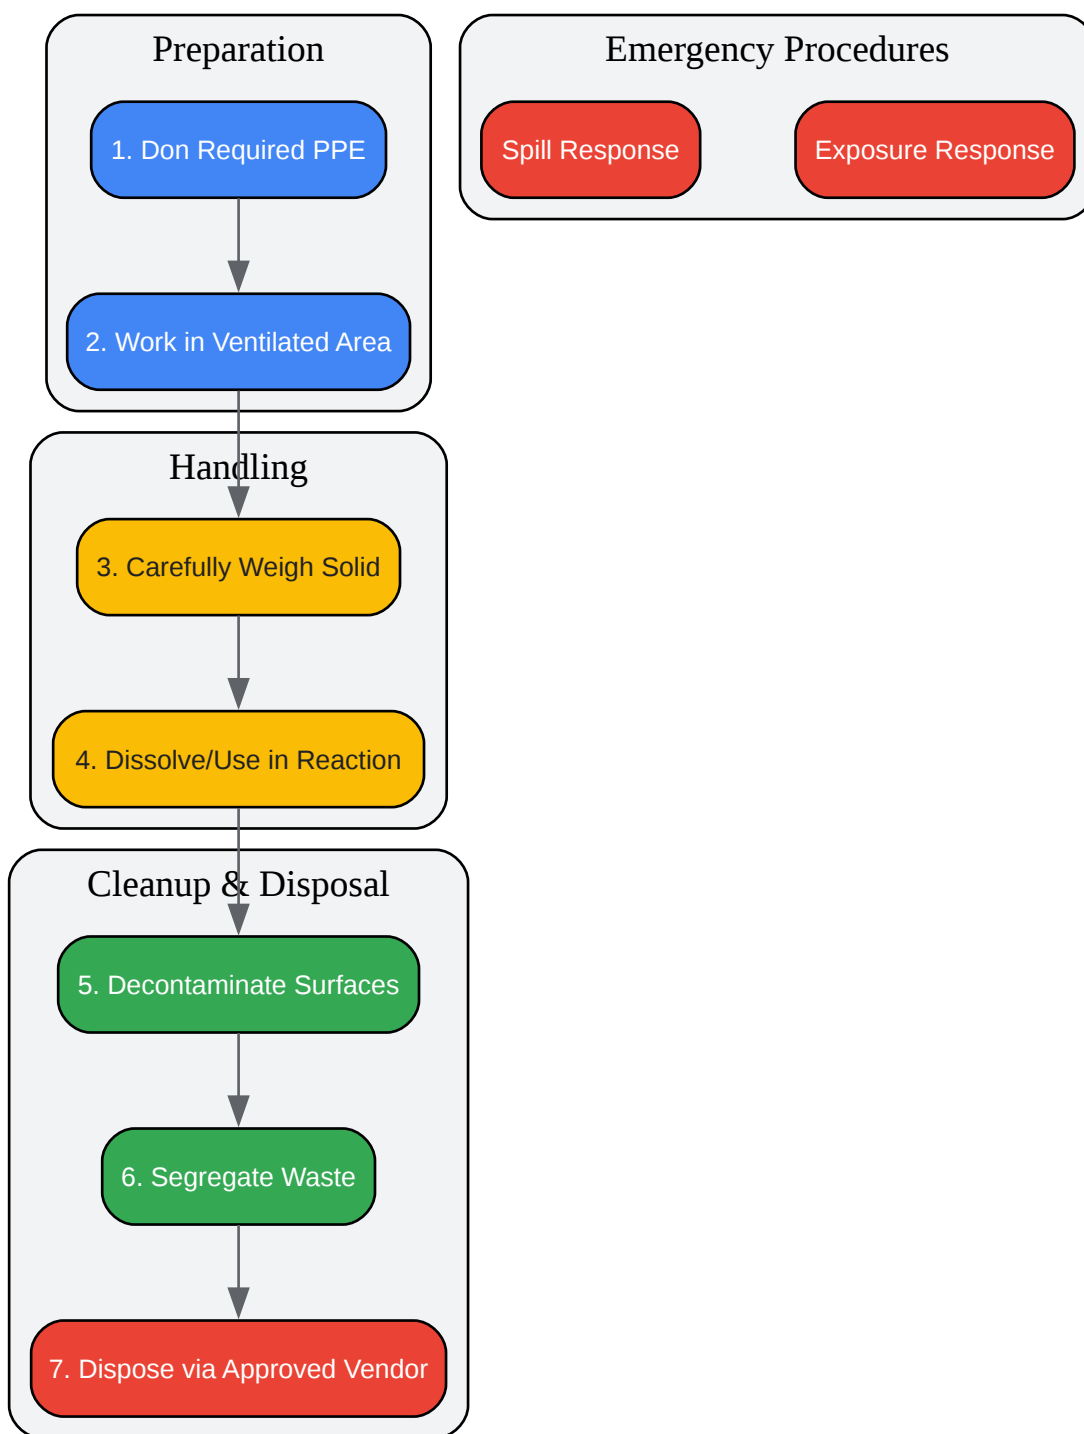 Preparation
1. Don Required PPE
2. Work in Ventilated Area
Emergency Procedures
Spill Response
Exposure Response
Handling
3. Carefully Weigh Solid
4. Dissolve/Use in Reaction
Cleanup & Disposal
5. Decontaminate Surfaces
6. Segregate Waste
7. Dispose via Approved Vendor